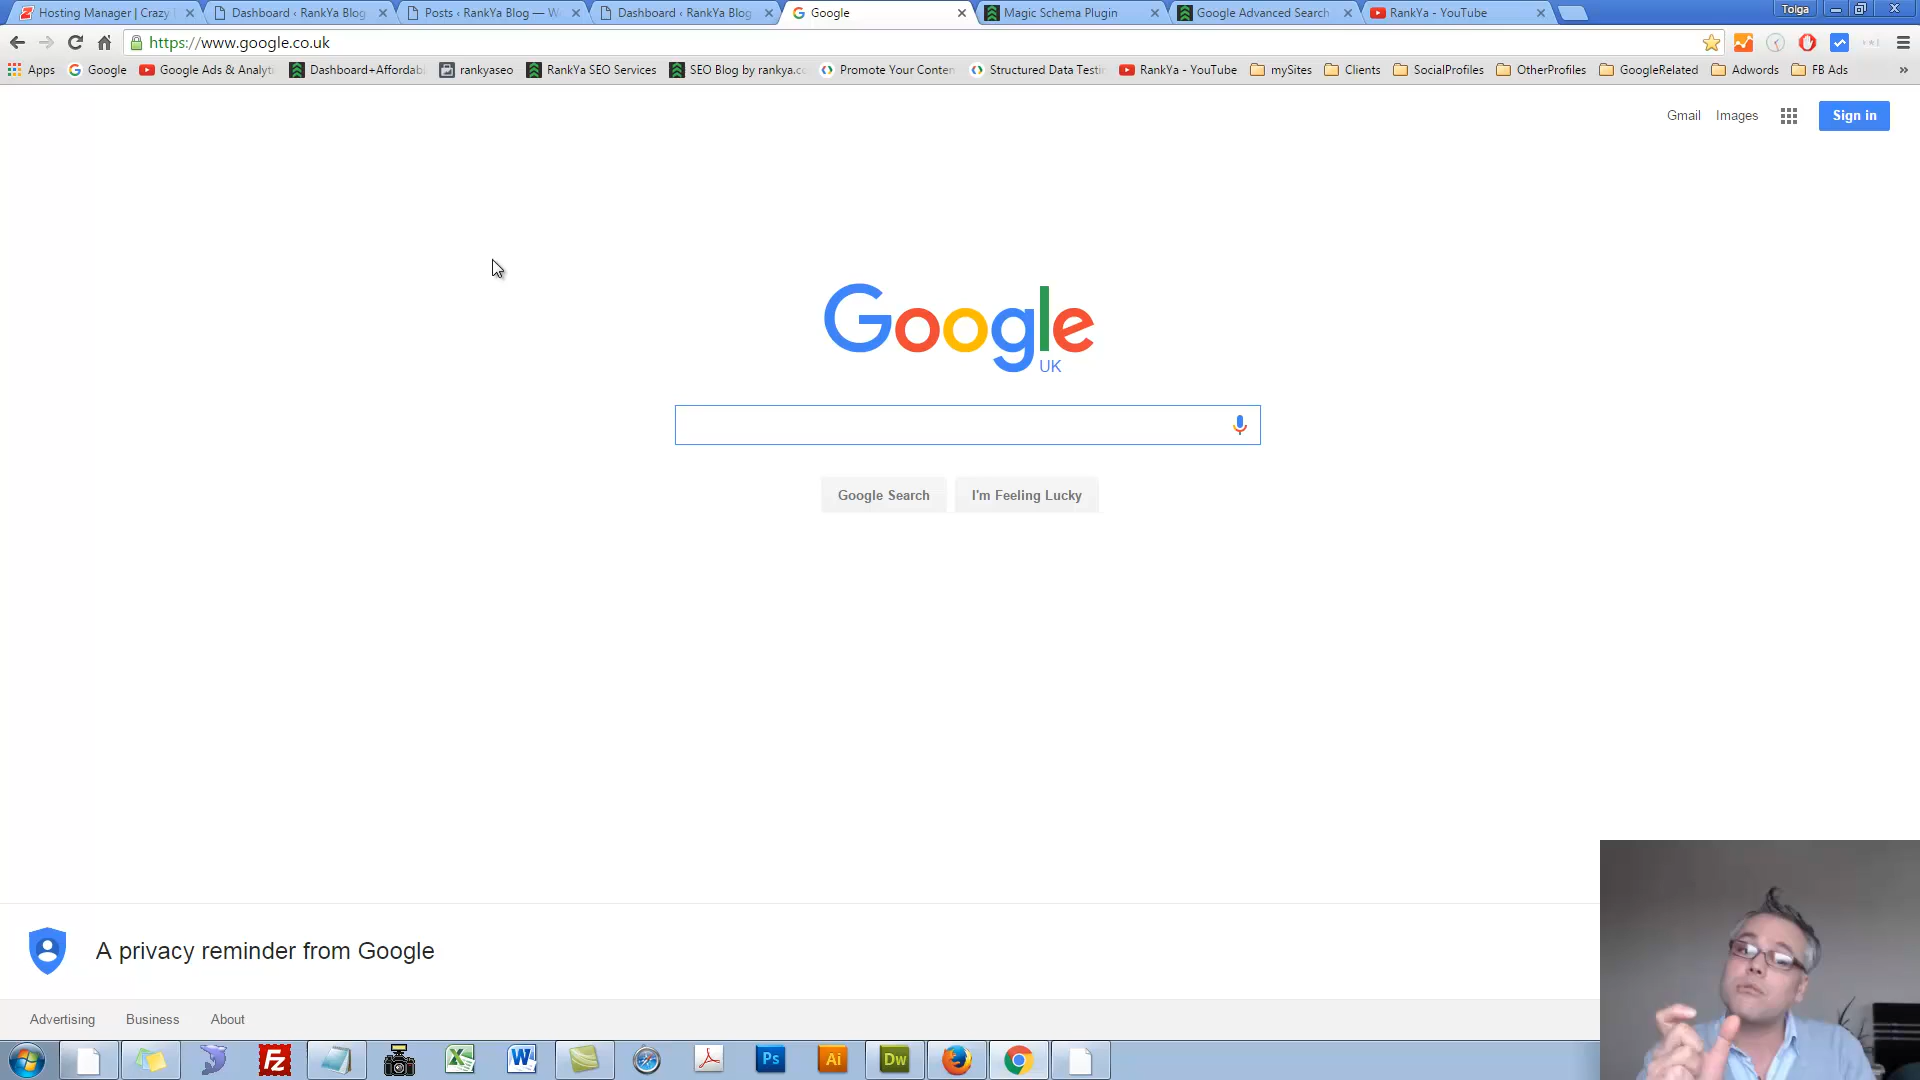 Hosting Manager | Crazy
Dashboard ‹ RankYa Blog
Posts ‹ RankYa Blog — W
Dashboard ‹ RankYa Blog
Google
Magic Schema Plugin
Google Advanced Search
RankYa - YouTube
Tolga
https://www.google.co.uk
Apps
Google
Google Ads & Analyt
Dashboard+Affordabl
rankyaseo
RankYa SEO Services
SEO Blog by rankya.co
Promote Your Conten
Structured Data Testi
RankYa - YouTube
mySites
Clients
SocialProfiles
OtherProfiles
GoogleRelated
Adwords
FB Ads
»
Gmail
Images
Sign in
Google
UK
Google Search
I'm Feeling Lucky
A privacy reminder from Google
Advertising
Business
About
Fz
W
Ps
Ai
Dw